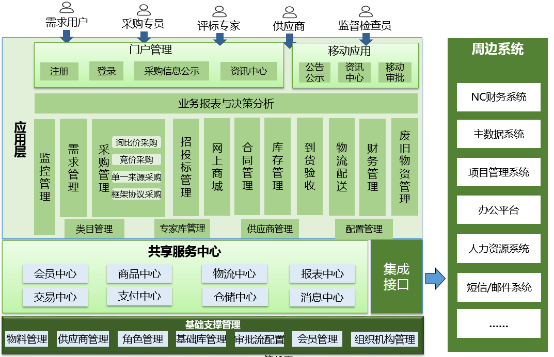 需求用户
采购专员
评标专家
供应商
监督检查员
门户管理
注册
登录
采购信息公示
资讯中心
移动应用
公告公示
资讯中心
移动审批
应用层
业务报表与决策分析
监控管理
需求管理
采购管理
询比价采购
竞价采购
单一来源采购
框架协议采购
招投标管理
网上商城
合同管理
库存管理
到货验收
物流配送
财务管理
废旧物资管理
类目管理
专家库管理
供应商管理
配置管理
共享服务中心
会员中心
商品中心
物流中心
报表中心
交易中心
支付中心
仓储中心
消息中心
集成接口
基础支撑管理
物料管理
供应商管理
角色管理
基础库管理
审批流配置
会员管理
组织机构管理
周边系统
NC财务系统
主数据系统
项目管理系统
办公平台
人力资源系统
短信/邮件系统
......